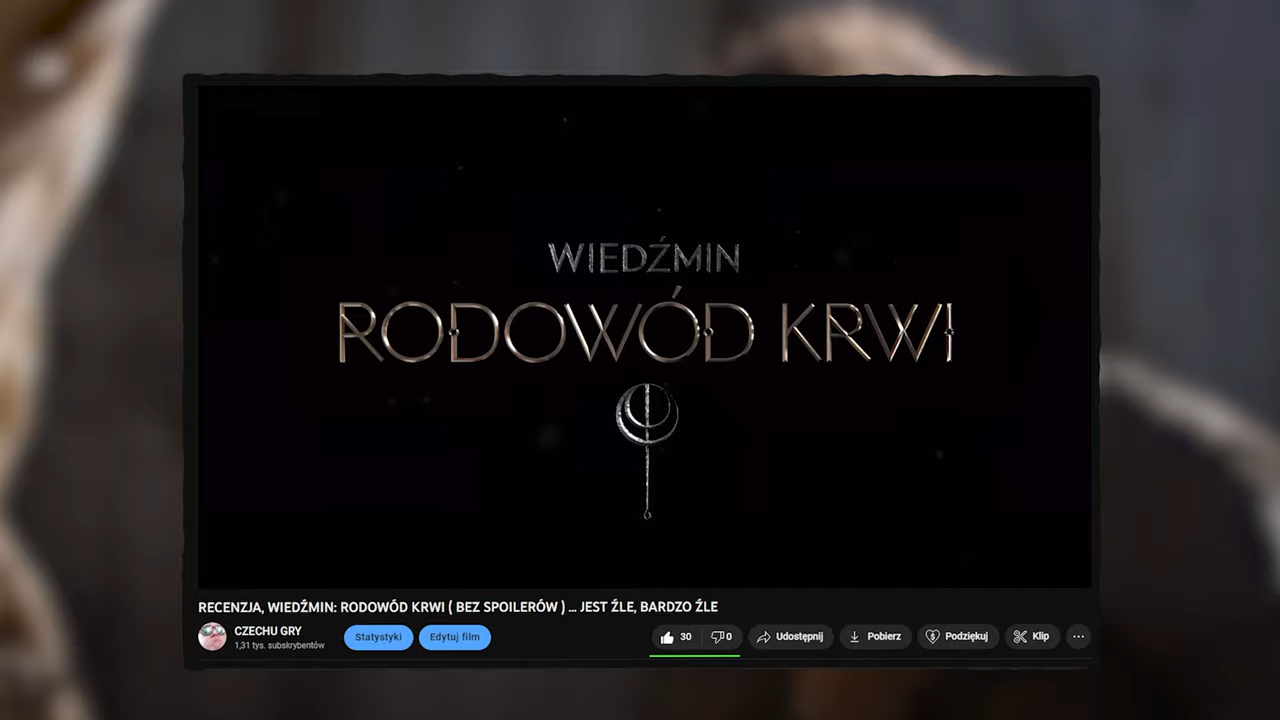 WIEDŹMIN
RODOWÓD KRWI
RECENZJA, WIEDŹMIN: RODOWÓD KRWI ( BEZ SPOILERÓW ) ... JEST ŹLE, BARDZO ŹLE
CZECHU GRY
1,31 tys. subskrybentów
Statystyki
Edytuj film
30
0
Udostępnij
Pobierz
Podziękuj
Klip